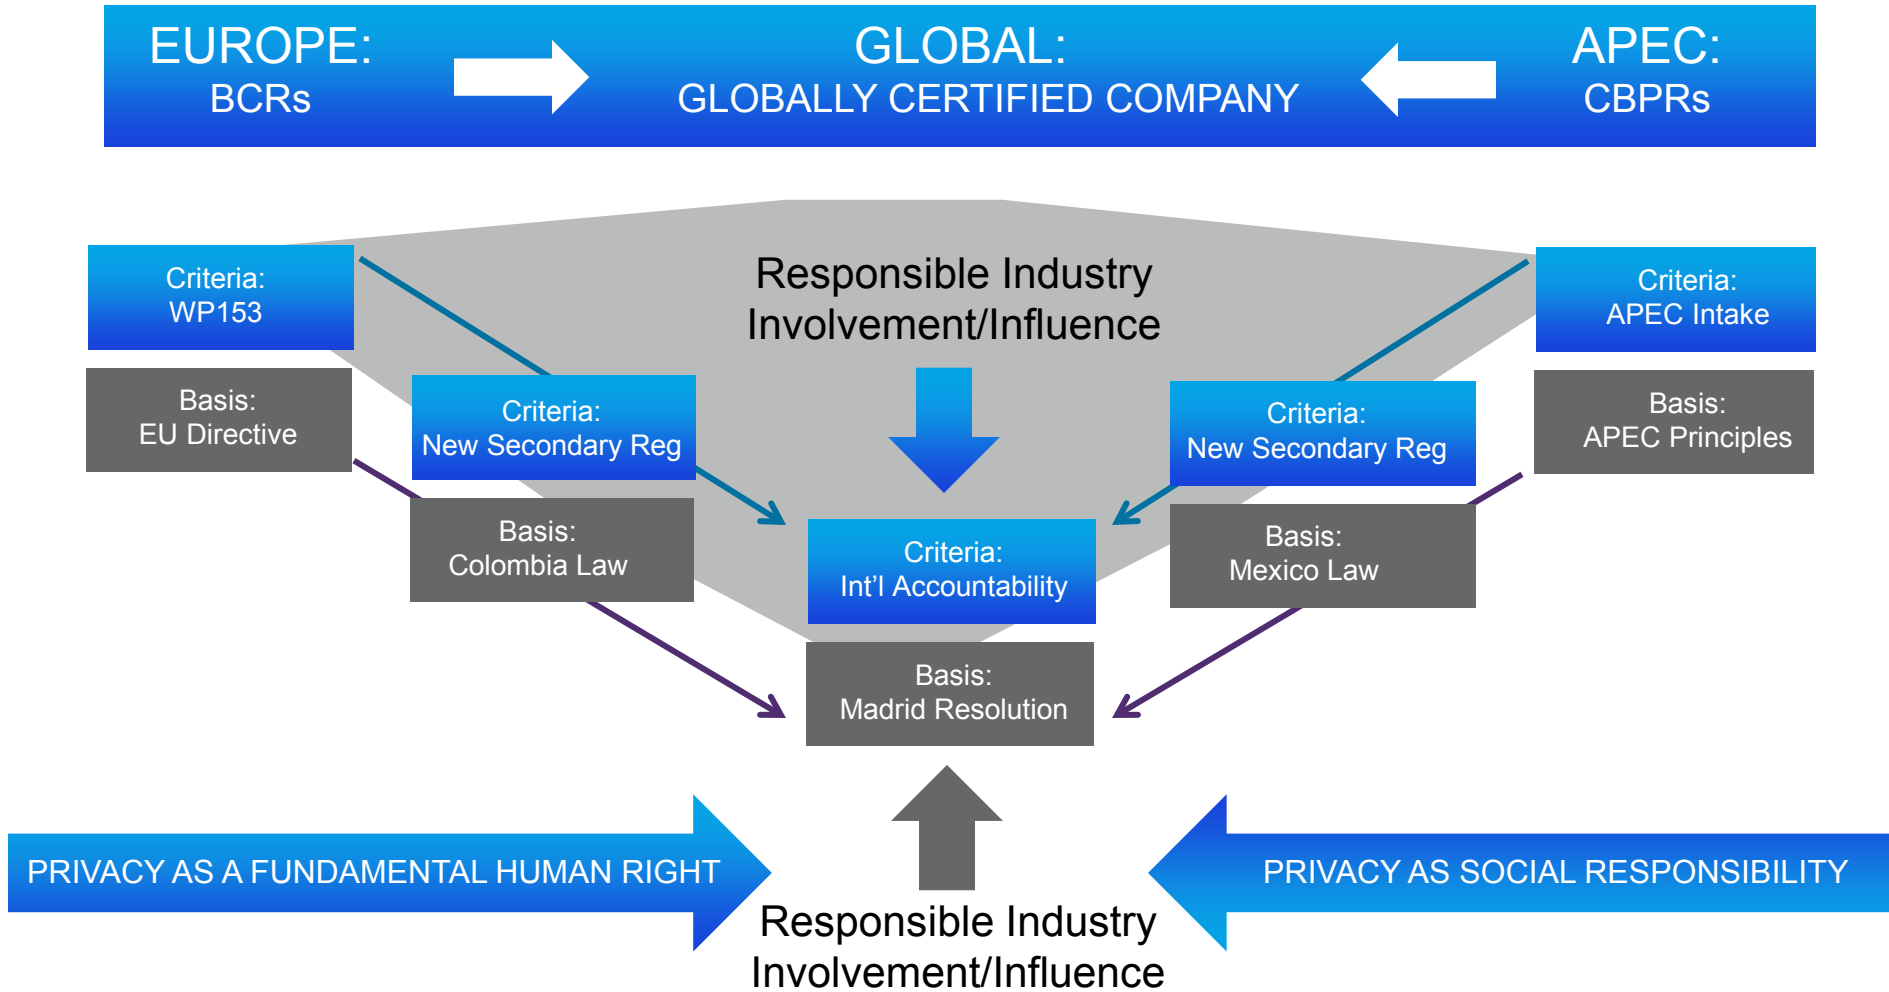 EUROPE:
BCRs
GLOBAL:
GLOBALLY CERTIFIED COMPANY
APEC:
CBPRs
Responsible Industry
Involvement/Influence
Criteria:
WP153
Basis:
EU Directive
Criteria:
New Secondary Reg
Basis:
Colombia Law
Criteria:
Int'l Accountability
Basis:
Madrid Resolution
Criteria:
New Secondary Reg
Basis:
Mexico Law
Criteria:
APEC Intake
Basis:
APEC Principles
PRIVACY AS A FUNDAMENTAL HUMAN RIGHT
PRIVACY AS SOCIAL RESPONSIBILITY
Responsible Industry
Involvement/Influence